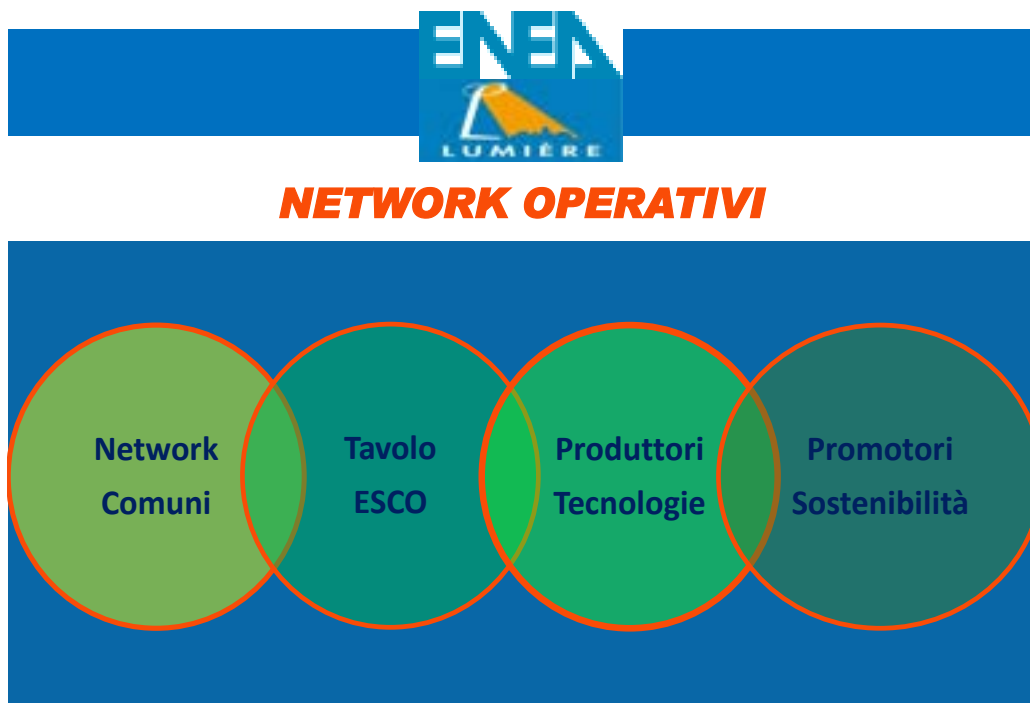 ENEA
LUMIÈRE
NETWORK OPERATIVI
Network
Comuni
Tavolo
ESCO
Produttori
Tecnologie
Promotori
Sostenibilità